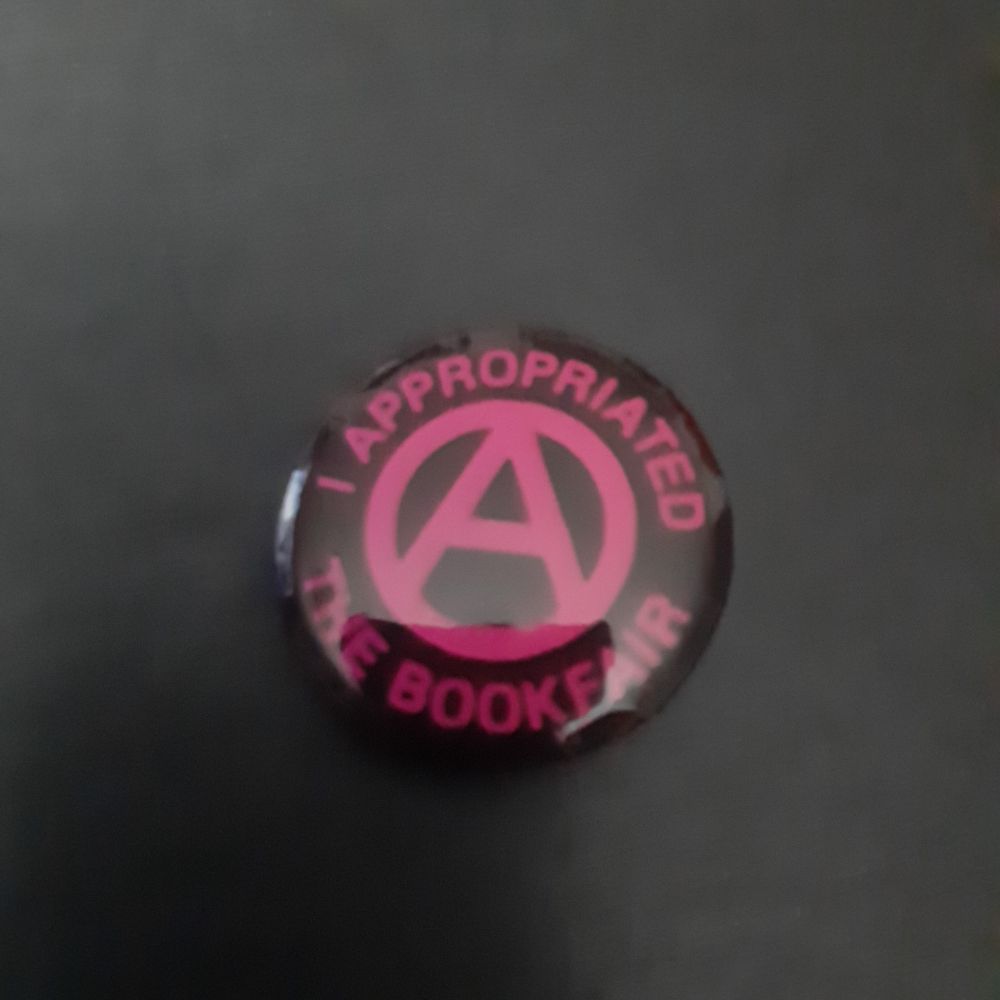 I APPROPRIATED
A
THE BOOKFAIR